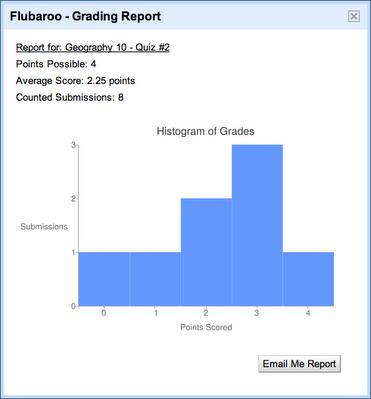 Flubaroo - Grading Report
Report for: Geography 10 - Quiz #2
Points Possible: 4
Average Score: 2.25 points
Counted Submissions: 8
Histogram of Grades
3
2
Submissions
1
0
0 1 2 3 4
Points Scored
Email Me Report